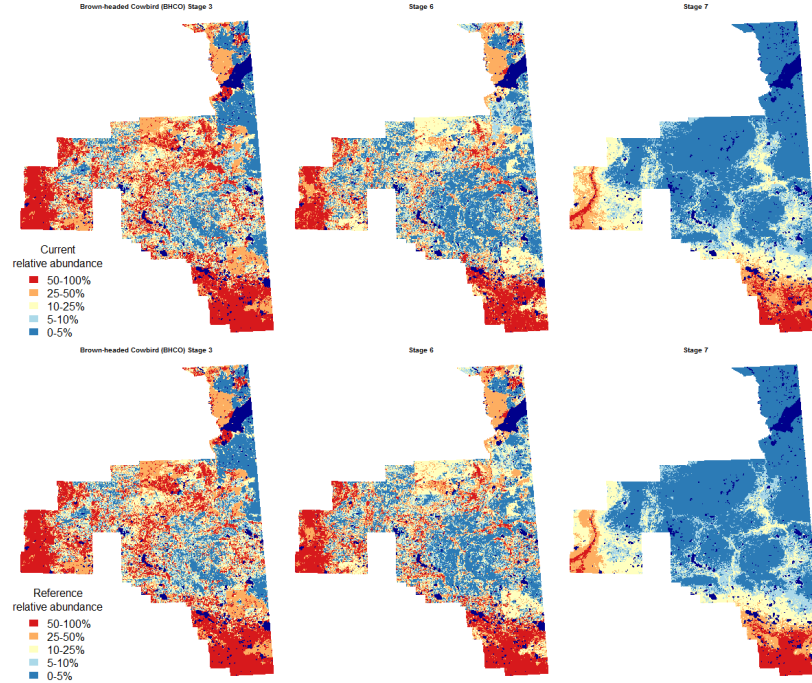 Brown-headed Cowbird (BHCO) Stage 3
Stage 6
Stage 7
Current
relative abundance
50-100%
25-50%
10-25%
5-10%
0-5%
Brown-headed Cowbird (BHCO) Stage 3
Stage 6
Stage 7
Reference
relative abundance
50-100%
25-50%
10-25%
5-10%
0-5%